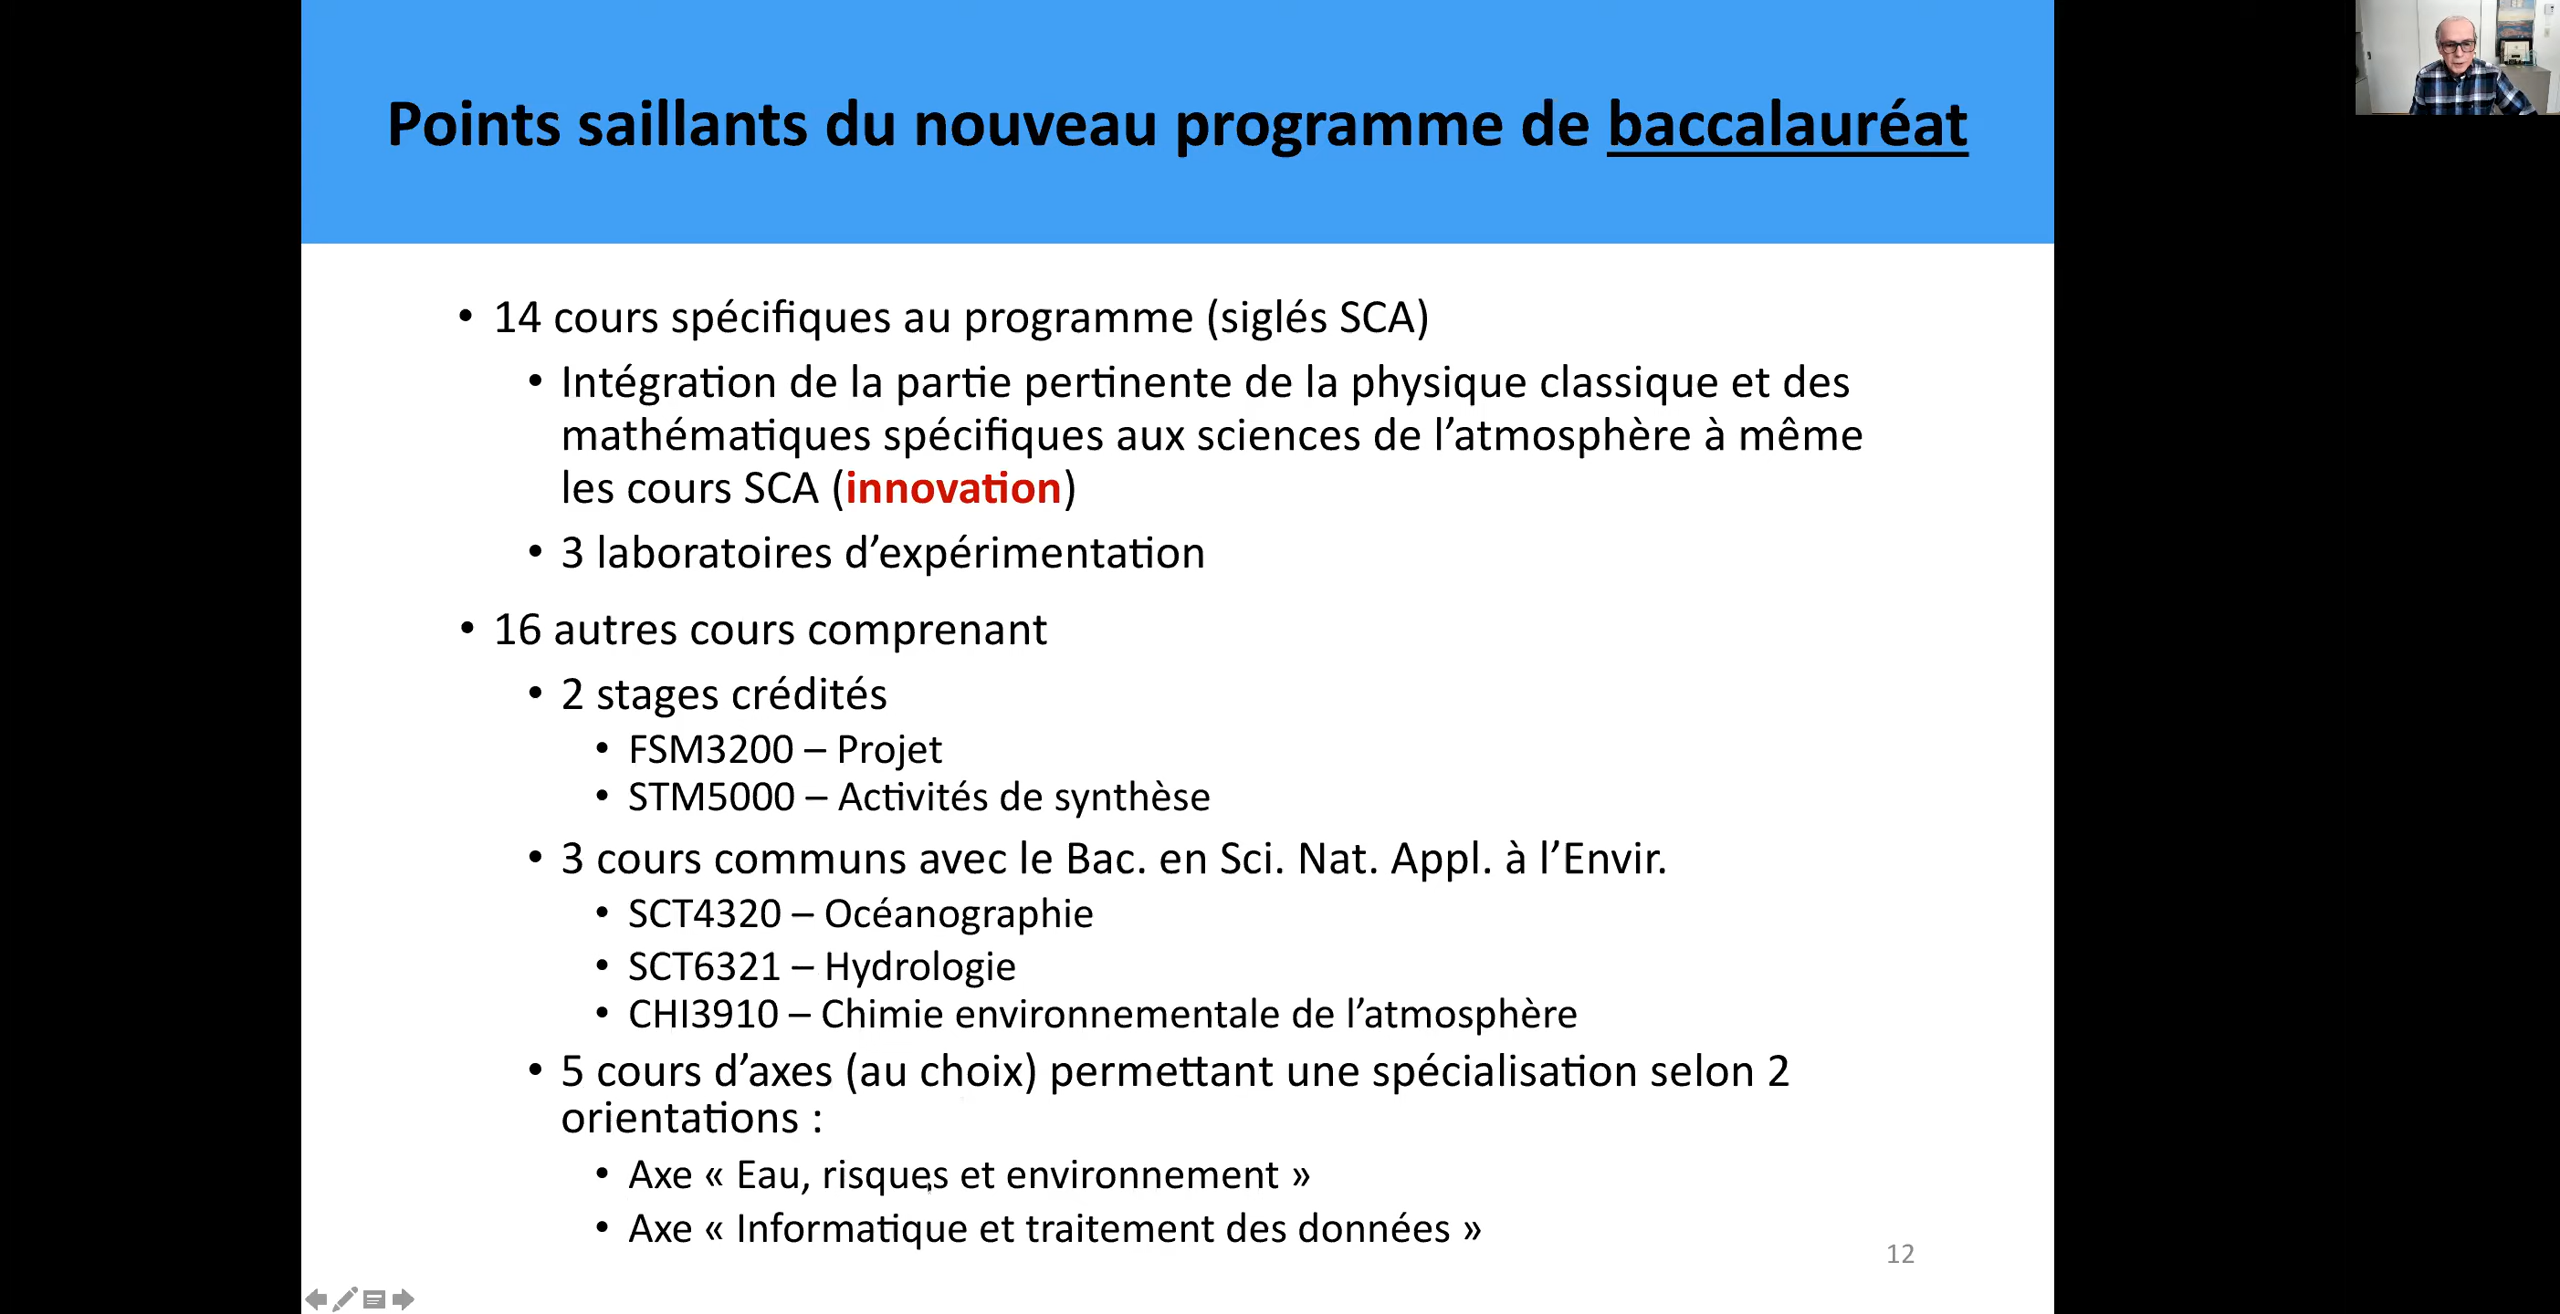 Points saillants du nouveau programme de baccalauréat
• 14 cours spécifiques au programme (siglés SCA)
• Intégration de la partie pertinente de la physique classique et des
mathématiques spécifiques aux sciences de l’atmosphère à même
les cours SCA (innovation)
• 3 laboratoires d’expérimentation
• 16 autres cours comprenant
• 2 stages crédités
• FSM3200 – Projet
• STM5000 – Activités de synthèse
• 3 cours communs avec le Bac. en Sci. Nat. Appl. à l’Envir.
• SCT4320 – Océanographie
• SCT6321 – Hydrologie
• CHI3910 – Chimie environnementale de l’atmosphère
• 5 cours d’axes (au choix) permettant une spécialisation selon 2
orientations :
• Axe « Eau, risques et environnement »
• Axe « Informatique et traitement des données »
12